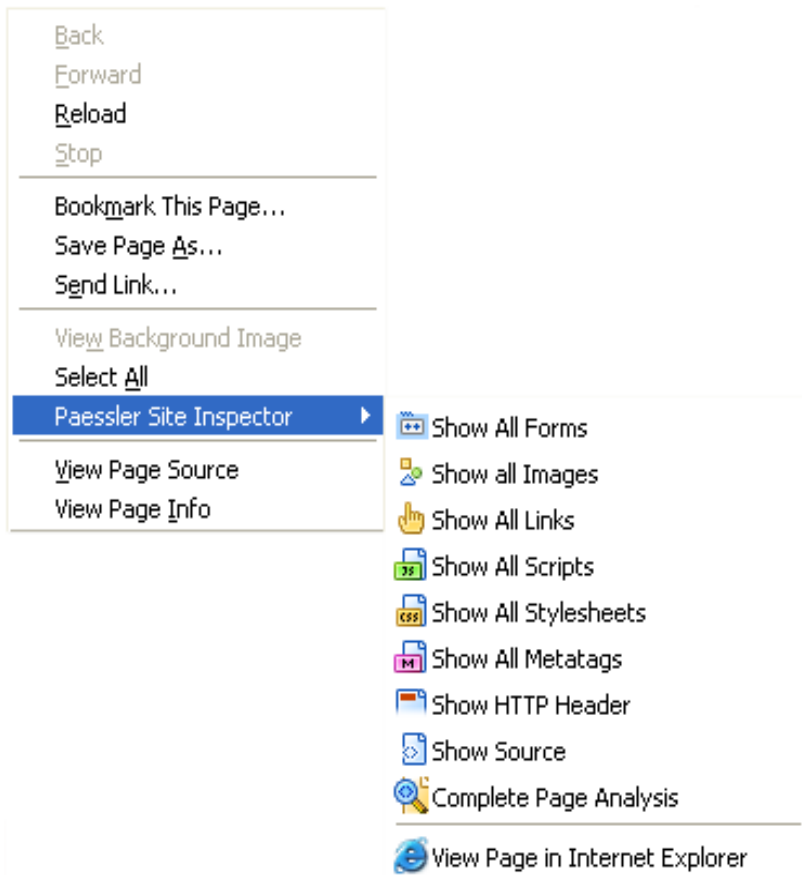 Back
Forward
Reload
Stop
Bookmark This Page...
Save Page As...
Send Link...
View Background Image
Select All
Paessler Site Inspector
View Page Source
View Page Info
Show All Forms
Show all Images
Show All Links
JS Show All Scripts
CSS Show All Stylesheets
M Show All Metatags
Show HTTP Header
Show Source
Complete Page Analysis
View Page in Internet Explorer